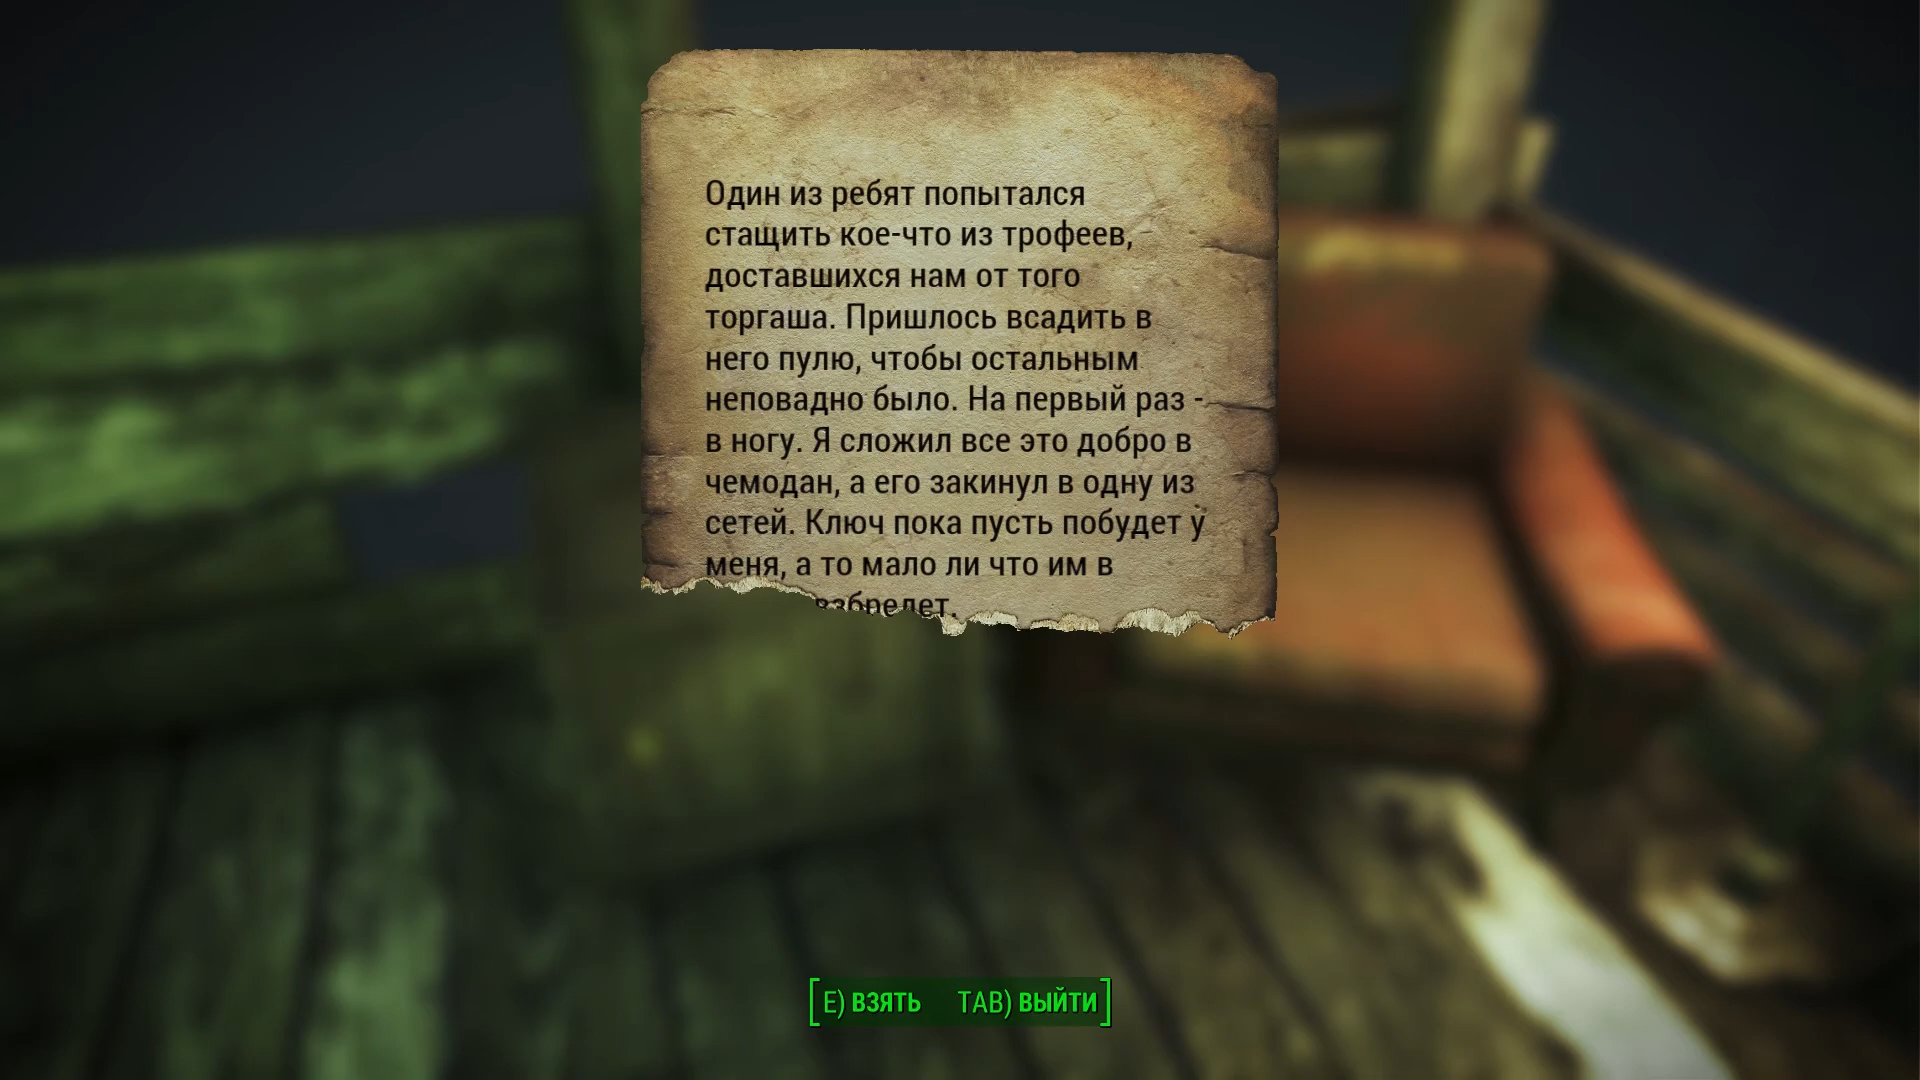 Один из ребят попытался
стащить кое-что из трофеев,
доставшихся нам от того
торгаша. Пришлось всадить в
него пулю, чтобы остальным
неповадно было. На первый раз -
в ногу. Я сложил все это добро в
чемодан, а его закинул в одну из
сетей. Ключ пока пусть побудет у
меня, а то мало ли что им в
взбредет.
E) ВЗЯТЬ TAB) ВЫЙТИ